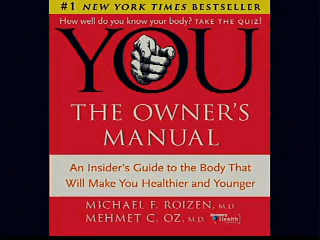 #1 NEW YORK TIMES BESTSELLER
How well do you know your body? TAKE THE QUIZ!
YOU
THE OWNER'S
MANUAL
An Insider's Guide to the Body That
Will Make You Healthier and Younger
MICHAEL F. ROIZEN, M.D.
MEHMET C. OZ, M.D.
Health